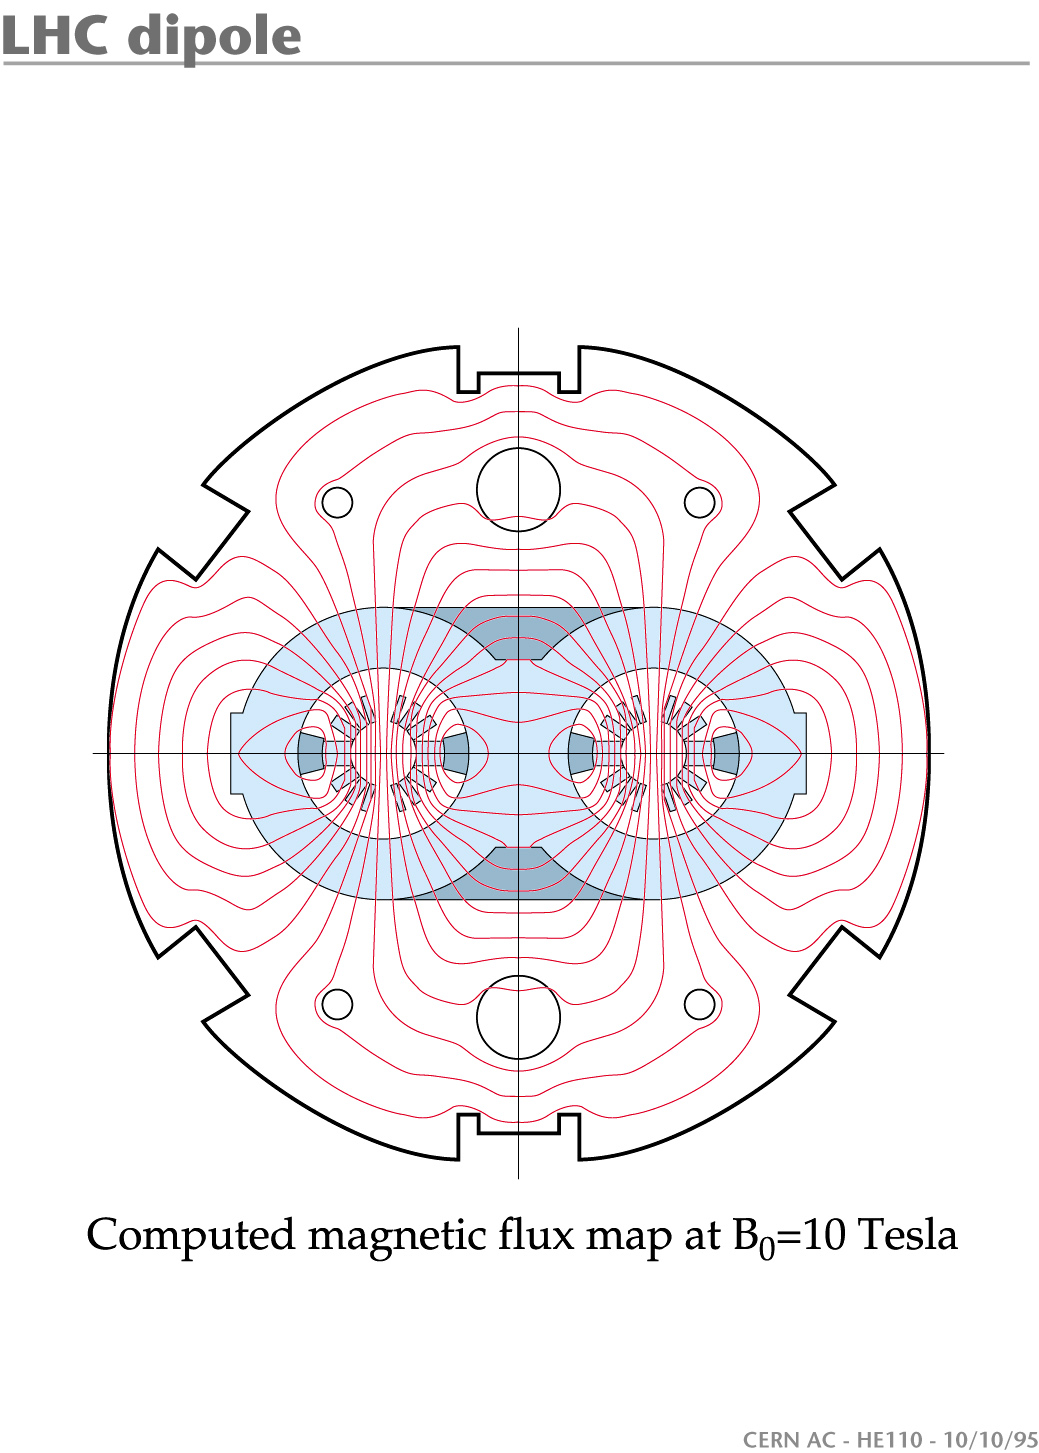 LHC dipole
Computed magnetic flux map at B₀=10 Tesla
CERN AC - HE110 - 10/10/95